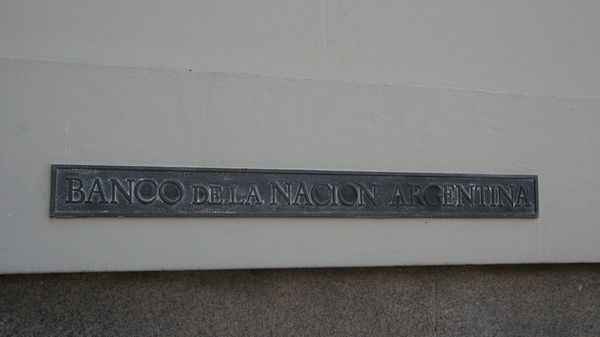 BANCO DE LA NACION ARGENTINA